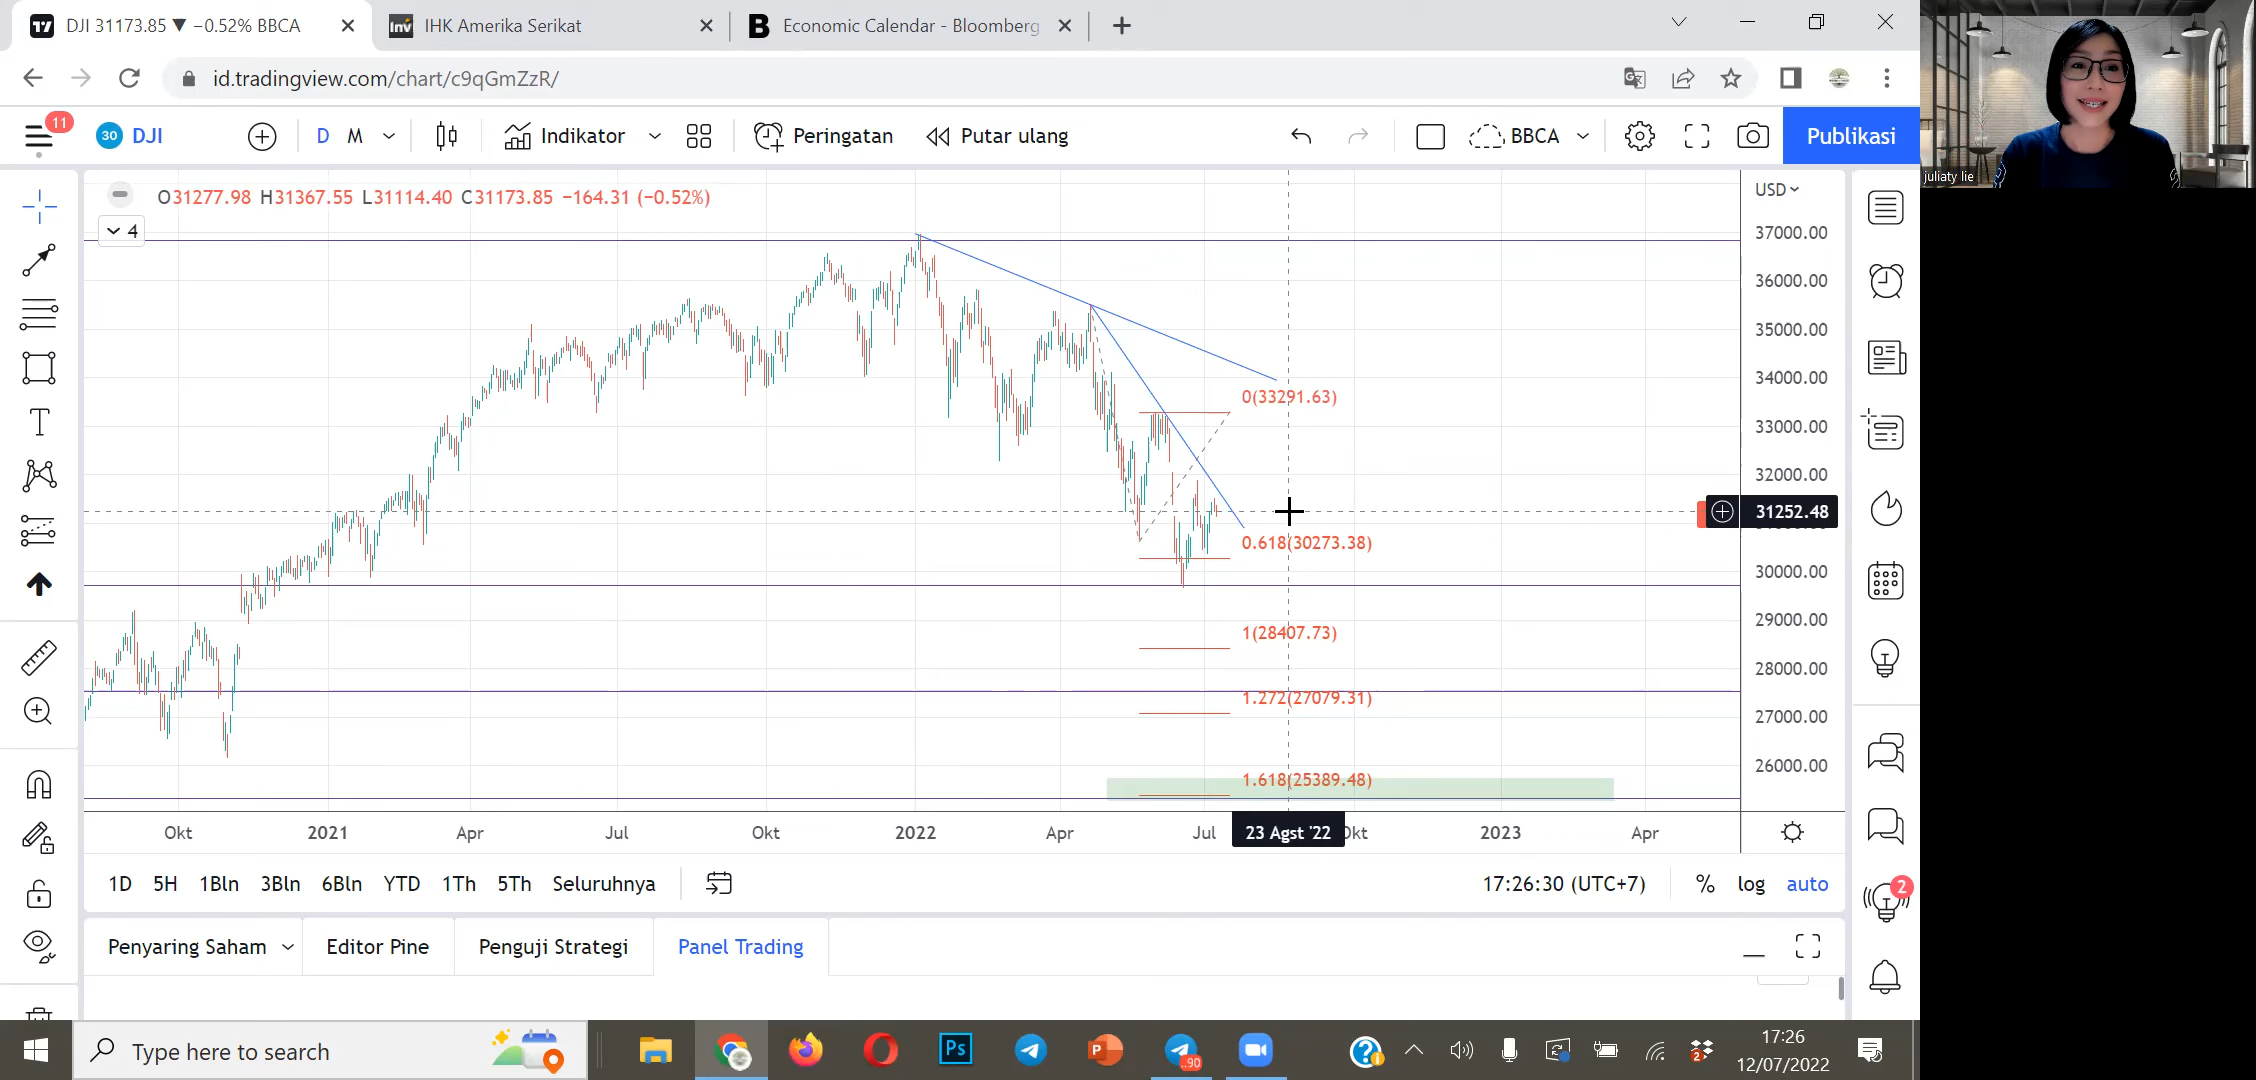 DJI 31173.85 ▼ −0.52% BBCA
Inv
IHK Amerika Serikat
B
Economic Calendar - Bloomberg
id.tradingview.com/chart/c9qGmZzR/
11
30 DJI
D M
Indikator
Peringatan
Putar ulang
BBCA
Publikasi
juliaty lie
O31277.98 H31367.55 L31114.40 C31173.85 −164.31 (−0.52%)
4
USD
37000.00
36000.00
35000.00
34000.00
33000.00
32000.00
31252.48
30000.00
29000.00
28000.00
27000.00
26000.00
0(33291.63)
0.618(30273.38)
1(28407.73)
1.272(27079.31)
1.618(25389.48)
Okt 2021 Apr Jul Okt 2022 Apr Jul 23 Agst '22 Okt 2023 Apr
1D 5H 1Bln 3Bln 6Bln YTD 1Th 5Th Seluruhnya
17:26:30 (UTC+7) % log auto
2
Penyaring Saham Editor Pine Penguji Strategi Panel Trading
Type here to search
Ps
P
..90
2
17:26
12/07/2022